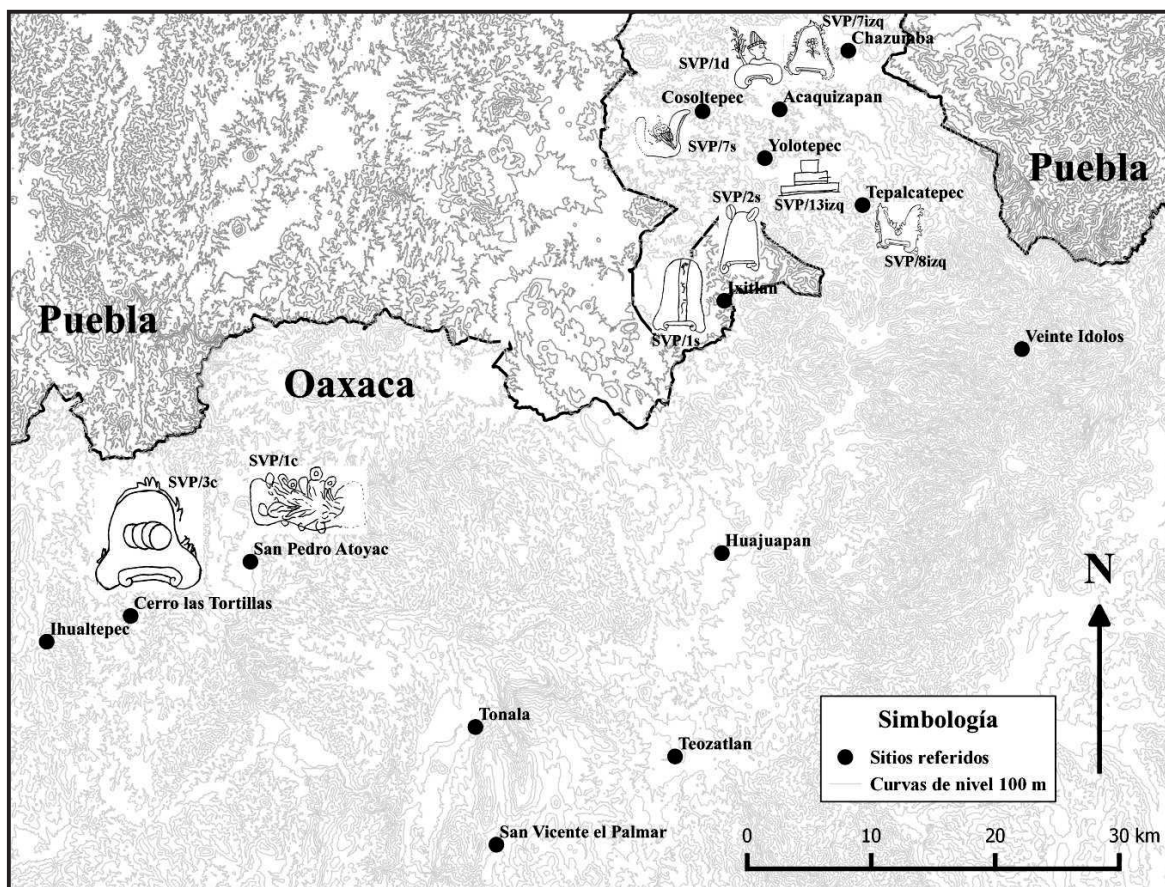 SVP/7izq
Chazumba
SVP/1d
Cosoltepec
Acaquizapan
SVP/7s
Yolotepec
Puebla
SVP/2s
SVP/13izq
Tepalcatepec
SVP/8izq
Ixitlan
SVP/1s
Puebla
Veinte Idolos
Oaxaca
SVP/3c
SVP/1c
San Pedro Atoyac
Huajuapan
N
Cerro las Tortillas
Ihualtepec
Tonala
Teozatlan
San Vicente el Palmar
Simbología
Sitios referidos
Curvas de nivel 100 m
0 10 20 30 km